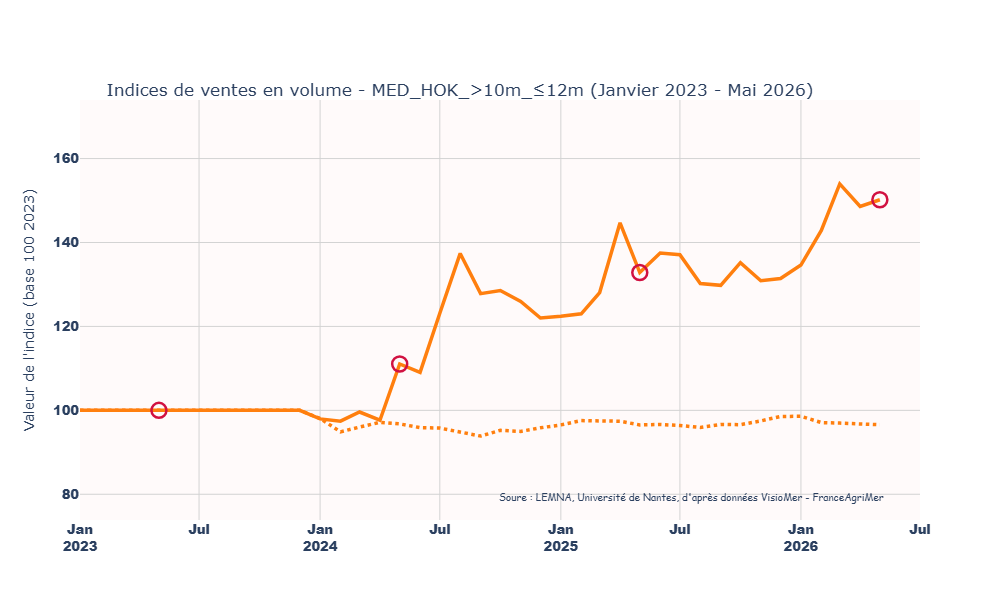 Indices de ventes en volume - MED_HOK_>10m_≤12m (Janvier 2023 - Mai 2026)
Valeur de l'indice (base 100 2023)
160
140
120
100
80
Soure : LEMNA, Université de Nantes, d'après données VisioMer - FranceAgriMer
Jan Jul Jan Jul Jan Jul Jan Jul
2023 2024 2025 2026